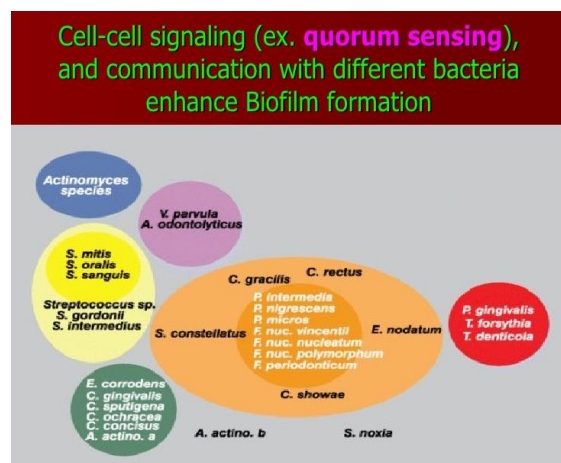 Cell-cell signaling (ex. quorum sensing),
and communication with different bacteria
enhance Biofilm formation
Actinomyces
species
V. parvula
A. odontolyticus
S. mitis
S. oralis
S. sanguis
Streptococcus sp.
S. gordonii
S. intermedius
C. gracilis
C. rectus
P. intermedia
P. nigrescens
P. micros
F. nuc. vincentii
F. nuc. nucleatum
F. nuc. polymorphum
F. periodonticum
S. constellatus
E. nodatum
C. showae
P. gingivalis
T. forsythia
T. denticola
E. corrodens
C. gingivalis
C. sputigena
C. ochracea
C. concisus
A. actino. a
A. actino. b
S. noxia